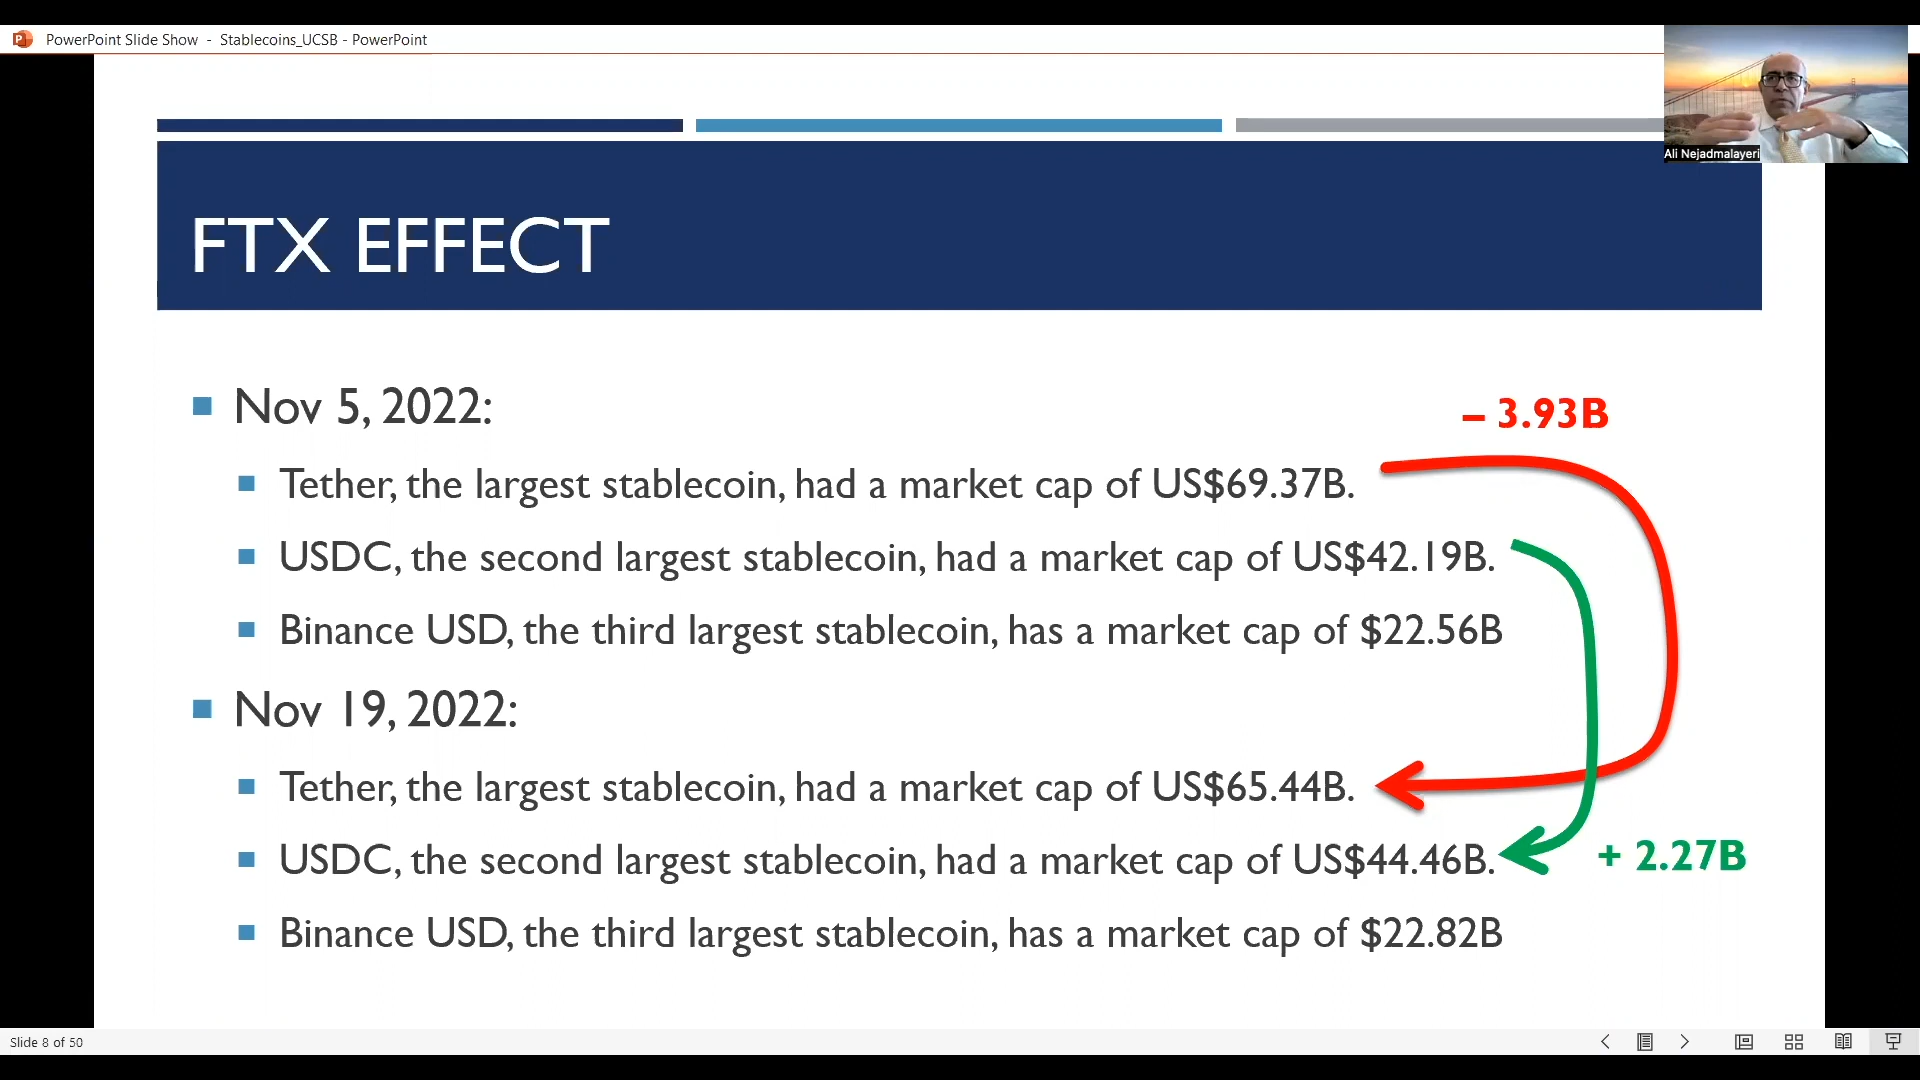 PowerPoint Slide Show - Stablecoins_UCSB - PowerPoint
Ali Nejadmalayeri
FTX EFFECT
Nov 5, 2022:
– 3.93B
Tether, the largest stablecoin, had a market cap of US$69.37B.
USDC, the second largest stablecoin, had a market cap of US$42.19B.
Binance USD, the third largest stablecoin, has a market cap of $22.56B
Nov 19, 2022:
Tether, the largest stablecoin, had a market cap of US$65.44B.
USDC, the second largest stablecoin, had a market cap of US$44.46B.
+ 2.27B
Binance USD, the third largest stablecoin, has a market cap of $22.82B
Slide 8 of 50